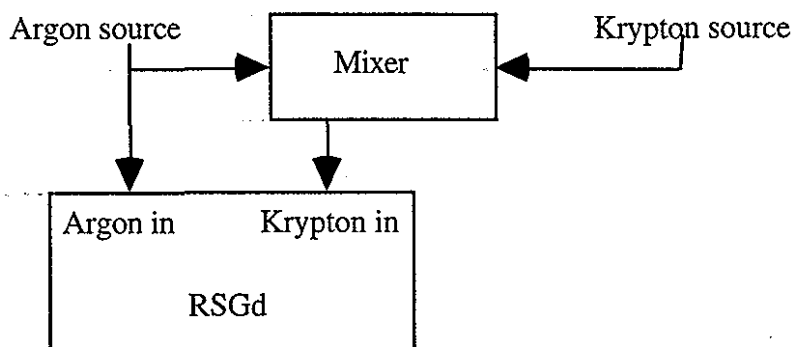 Argon source
Krypton source
Mixer
Argon in
Krypton in
RSGd